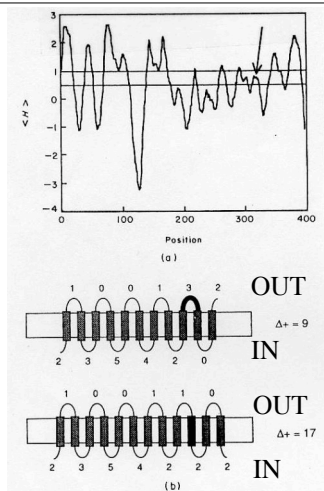 3
2
1
0
−1
−2
−3
−4
<H>
0 100 200 300 400
Position
(a)
1 0 0 1 3 2
OUT
Δ+ = 9
IN
2 3 5 4 2 0
1 0 0 1 1 0
OUT
Δ+ = 17
2 3 5 4 2 2 2
IN
(b)